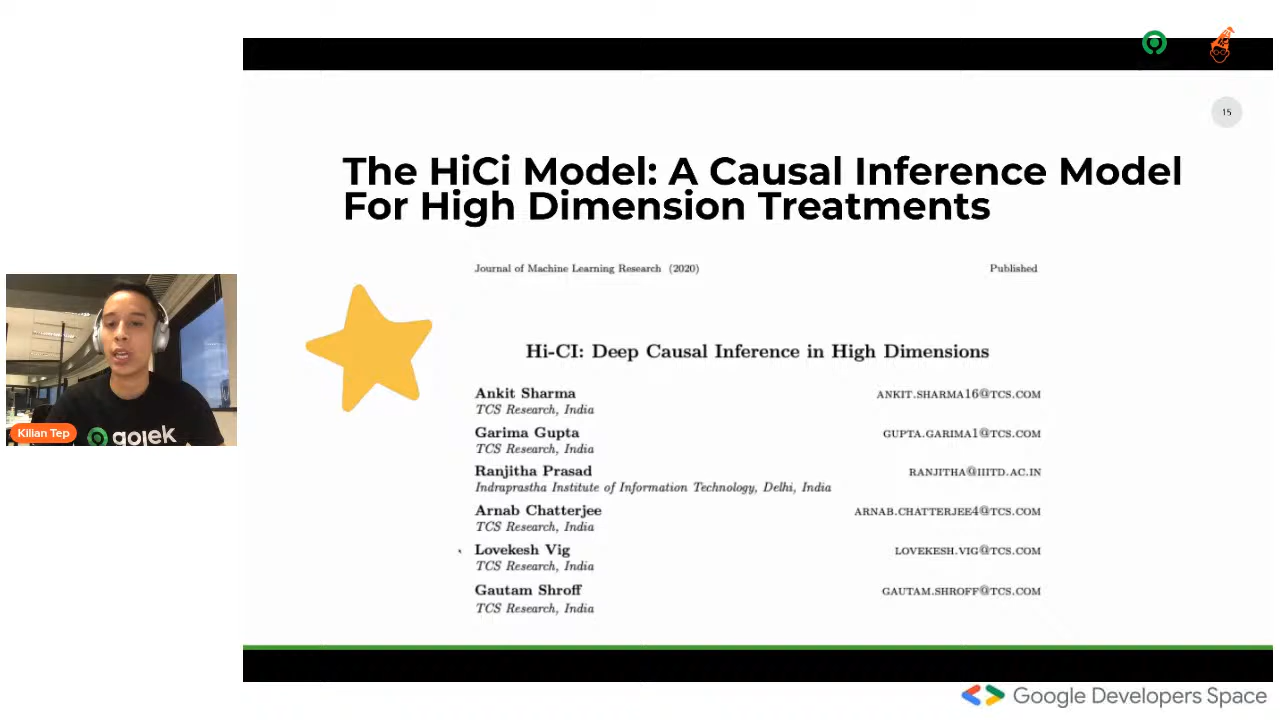 15
The HiCi Model: A Causal Inference Model
For High Dimension Treatments
Journal of Machine Learning Research (2020) Published
Hi-CI: Deep Causal Inference in High Dimensions
Ankit Sharma ANKIT.SHARMA16@TCS.COM
TCS Research, India
Garima Gupta GUPTA.GARIMA1@TCS.COM
TCS Research, India
Ranjitha Prasad RANJITHA@IIITD.AC.IN
Indraprastha Institute of Information Technology, Delhi, India
Arnab Chatterjee ARNAB.CHATTERJEE4@TCS.COM
TCS Research, India
Lovekesh Vig LOVEKESH.VIG@TCS.COM
TCS Research, India
Gautam Shroff GAUTAM.SHROFF@TCS.COM
TCS Research, India
Kilian Tep
gojek
Google Developers Space